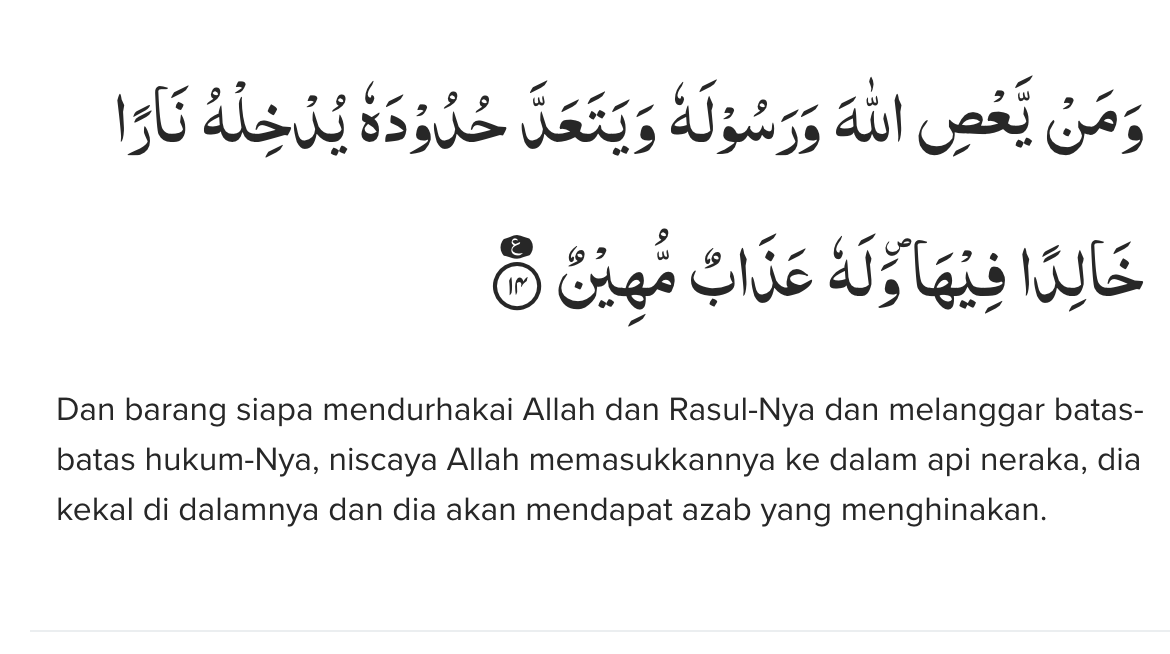 وَمَنْ يَّعْصِ اللّٰهَ وَرَسُوْلَهٗ وَيَتَعَدَّ حُدُوْدَهٗ يُدْخِلْهُ نَارًا
خَالِدًا فِيْهَاۖ وَلَهٗ عَذَابٌ مُّهِيْنٌ ࣖ ١٤
Dan barang siapa mendurhakai Allah dan Rasul-Nya dan melanggar batas-
batas hukum-Nya, niscaya Allah memasukkannya ke dalam api neraka, dia
kekal di dalamnya dan dia akan mendapat azab yang menghinakan.